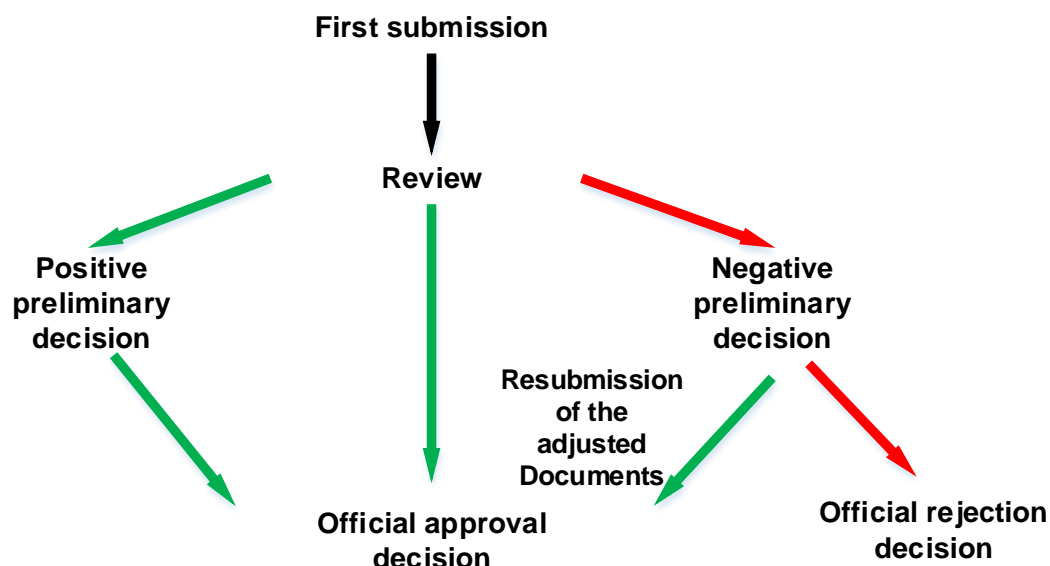 First submission
Review
Positive
preliminary
decision
Negative
preliminary
decision
Resubmission
of the
adjusted
Documents
Official approval
decision
Official rejection
decision